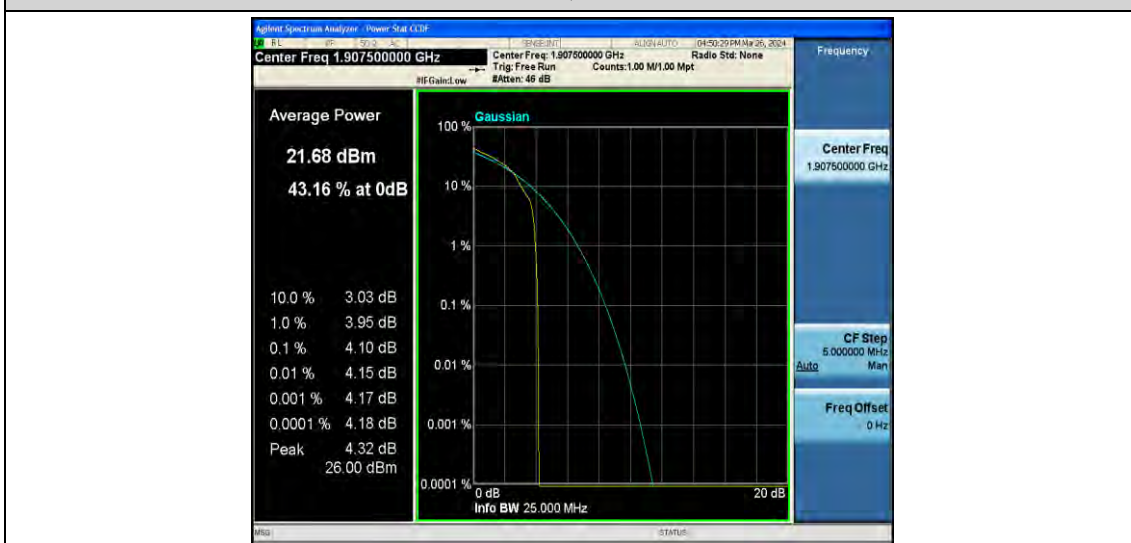 Agilent Spectrum Analyzer - Power Stat CCDF
RL RF 50 Ω AC SENSE:INT ALIGN AUTO 04:50:29 PM Mar 26, 2024
Center Freq 1.907500000 GHz
Center Freq: 1.907500000 GHz Radio Std: None
Trig: Free Run Counts:1.00 M/1.00 Mpt
#IFGain:Low #Atten: 46 dB
Frequency
Average Power
21.68 dBm
43.16 % at 0dB
10.0 % 3.03 dB
1.0 % 3.95 dB
0.1 % 4.10 dB
0.01 % 4.15 dB
0.001 % 4.17 dB
0.0001 % 4.18 dB
Peak 4.32 dB
26.00 dBm
Gaussian
100 %
10 %
1 %
0.1 %
0.01 %
0.001 %
0.0001 %
0 dB 20 dB
Info BW 25.000 MHz
Center Freq
1.907500000 GHz
CF Step
5.000000 MHz
Auto Man
Freq Offset
0 Hz
MSG STATUS